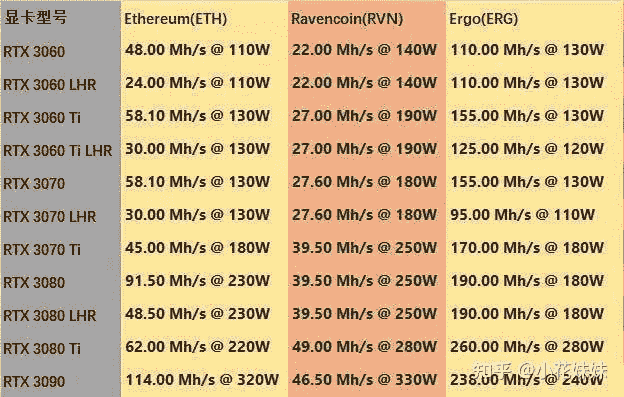 显卡型号 Ethereum(ETH) Ravencoin(RVN) Ergo(ERG)
RTX 3060 48.00 Mh/s @ 110W 22.00 Mh/s @ 140W 110.00 Mh/s @ 130W
RTX 3060 LHR 24.00 Mh/s @ 110W 22.00 Mh/s @ 140W 110.00 Mh/s @ 130W
RTX 3060 Ti 58.10 Mh/s @ 130W 27.00 Mh/s @ 190W 155.00 Mh/s @ 130W
RTX 3060 Ti LHR 30.00 Mh/s @ 130W 27.00 Mh/s @ 190W 125.00 Mh/s @ 120W
RTX 3070 58.10 Mh/s @ 130W 27.60 Mh/s @ 180W 155.00 Mh/s @ 130W
RTX 3070 LHR 30.00 Mh/s @ 130W 27.60 Mh/s @ 180W 95.00 Mh/s @ 110W
RTX 3070 Ti 45.00 Mh/s @ 180W 39.50 Mh/s @ 250W 170.00 Mh/s @ 180W
RTX 3080 91.50 Mh/s @ 230W 39.50 Mh/s @ 250W 190.00 Mh/s @ 180W
RTX 3080 LHR 48.50 Mh/s @ 230W 39.50 Mh/s @ 250W 190.00 Mh/s @ 180W
RTX 3080 Ti 62.00 Mh/s @ 220W 49.00 Mh/s @ 280W 260.00 Mh/s @ 280W
RTX 3090 114.00 Mh/s @ 320W 46.50 Mh/s @ 330W 238.00 Mh/s @ 240W
知乎 @小花妹妹